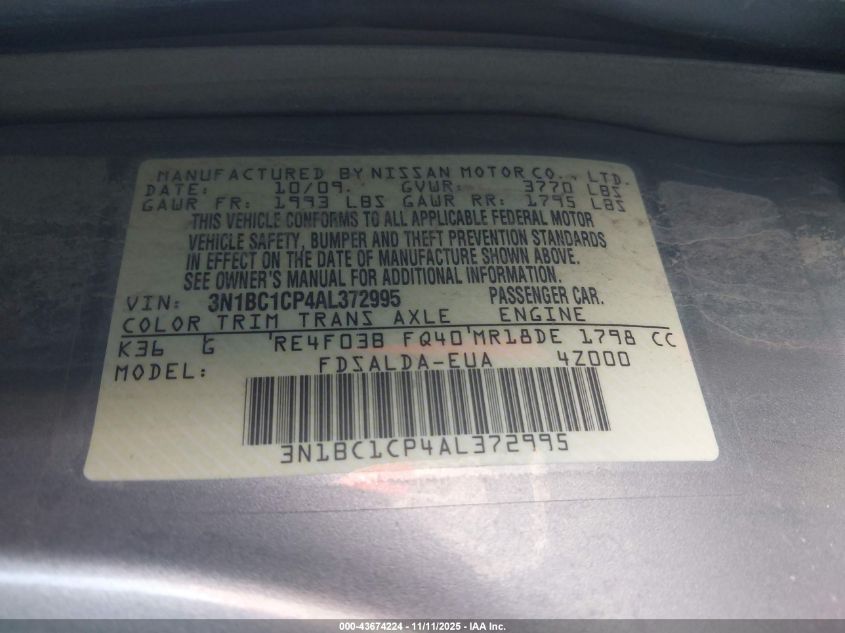 MANUFACTURED BY NISSAN MOTOR CO., LTD.
DATE: 10/09. GVWR: 3770 LBS
GAWR FR: 1993 LBS GAWR RR: 1795 LBS
THIS VEHICLE CONFORMS TO ALL APPLICABLE FEDERAL MOTOR
VEHICLE SAFETY, BUMPER AND THEFT PREVENTION STANDARDS
IN EFFECT ON THE DATE OF MANUFACTURE SHOWN ABOVE.
SEE OWNER'S MANUAL FOR ADDITIONAL INFORMATION.
VIN: 3N1BC1CP4AL372995 PASSENGER CAR.
COLOR TRIM TRANS AXLE ENGINE
K36 G RE4F03B FQ40 MR18DE 1798 CC
MODEL: FDSALDA-EUA 4Z000
3N1BC1CP4AL372995
000-43674224 - 11/11/2025 - IAA Inc.